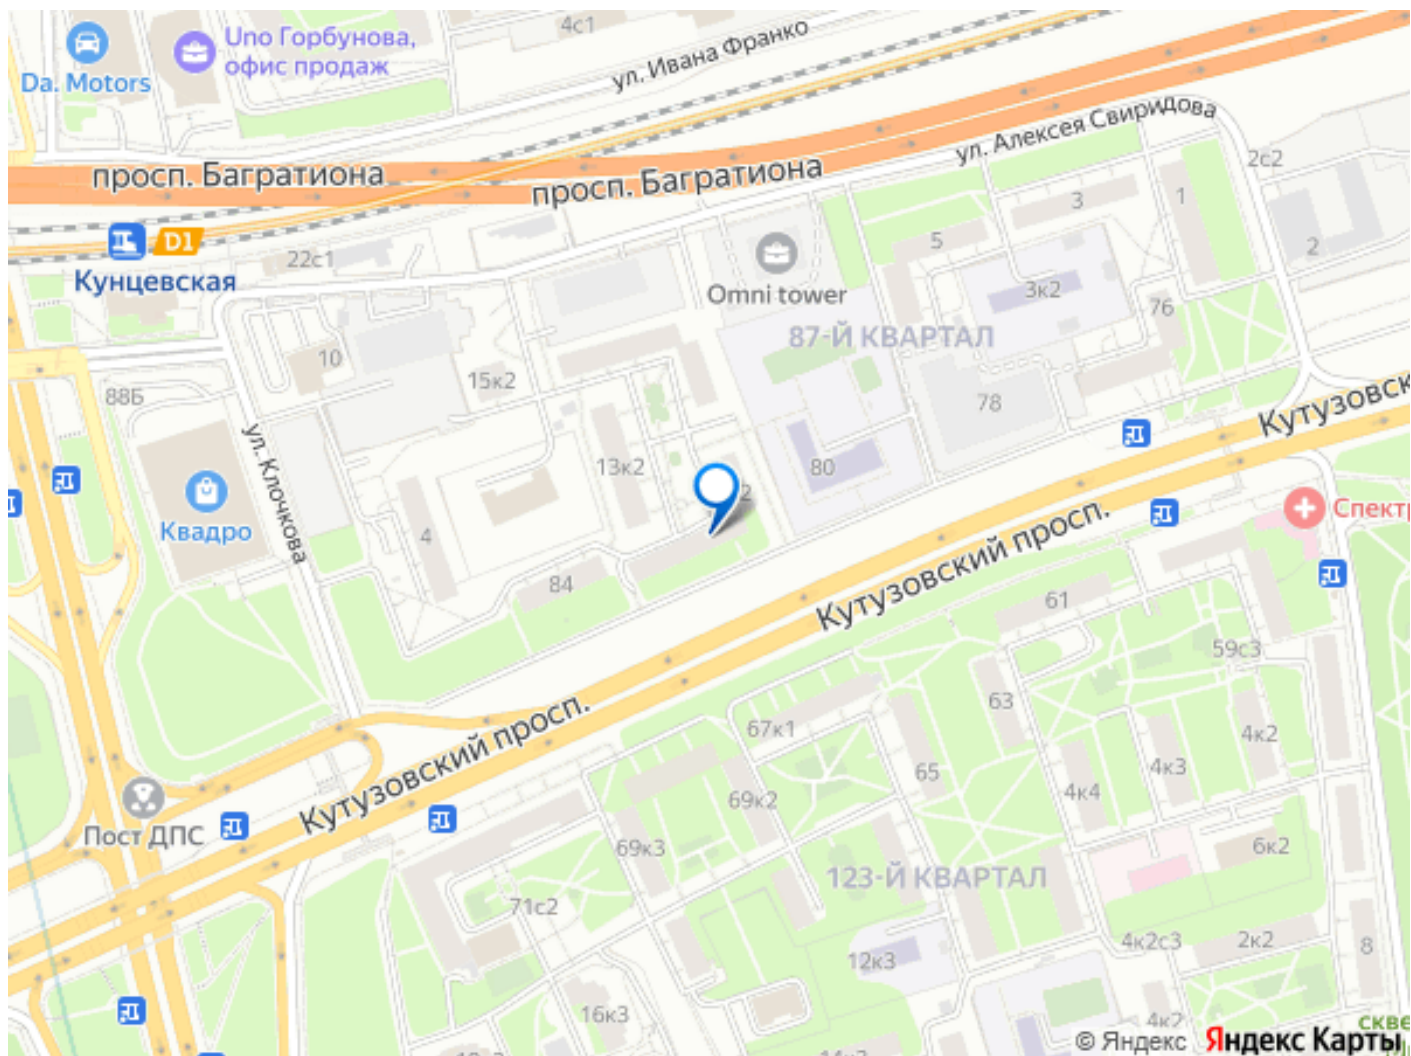 4с1
Uno Горбунова,
офис продаж
Da. Motors
ул. Ивана Франко
ул. Алексея Свиридова
просп. Багратиона
просп. Багратиона
2с2
3
1
5
2
D1
Кунцевская
22с1
Omni tower
3к2
76
87-Й КВАРТАЛ
10
15к2
88Б
78
Кутузовск
ул. Клочкова
13к2
80
2
Квадро
4
Спектр
84
Кутузовский просп.
61
59с3
63
67к1
4к2
Кутузовский просп.
65
4к3
4к4
69к2
Пост ДПС
69к3
6к2
123-Й КВАРТАЛ
71с2
4к2с3
2к2
8
12к3
16к3
4к2
скве
© Яндекс
Яндекс Карты